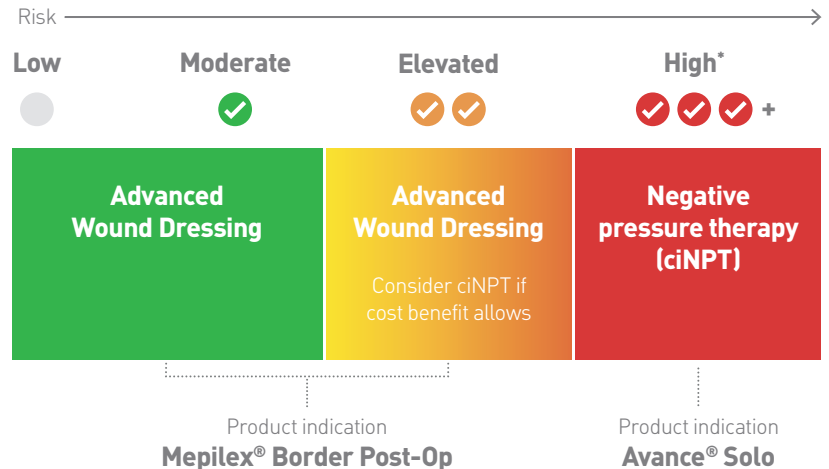 Risk
Low
Moderate
Elevated
High*
+
Advanced
Wound Dressing
Advanced
Wound Dressing
Consider ciNPT if
cost benefit allows
Negative
pressure therapy
(ciNPT)
Product indication
Mepilex® Border Post-Op
Product indication
Avance® Solo